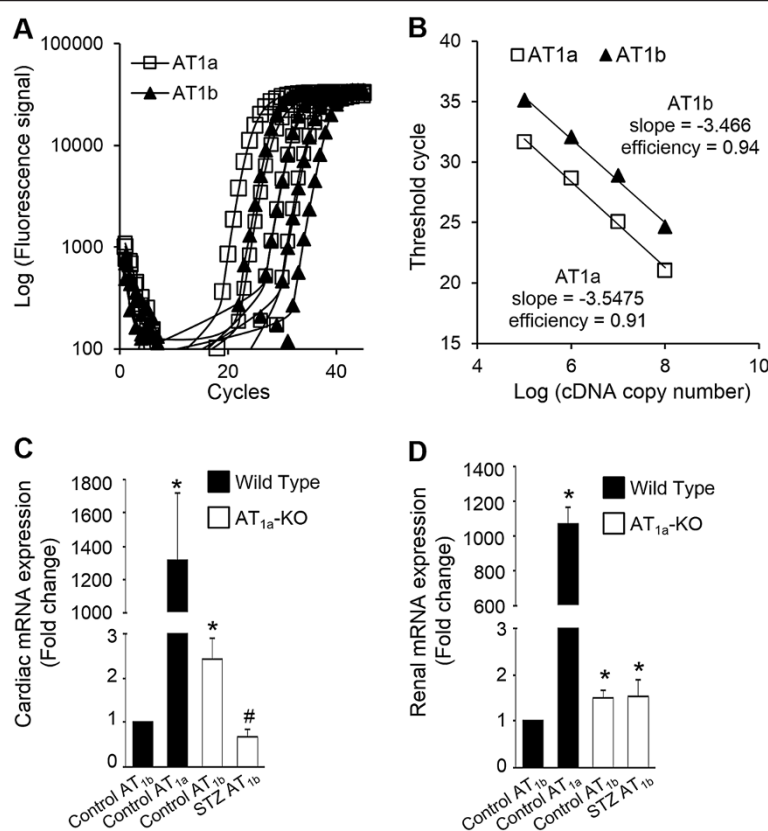 A
Log (Fluorescence signal)
100000
10000
1000
100
AT1a
AT1b
0 20 40
Cycles
B
Threshold cycle
40
35
30
25
20
15
AT1a AT1b
AT1b
slope = -3.466
efficiency = 0.94
AT1a
slope = -3.5475
efficiency = 0.91
4 6 8 10
Log (cDNA copy number)
C
Cardiac mRNA expression
(Fold change)
1800
1600
1400
1200
1000
3
2
1
0
*
*
#
Wild Type
AT1a-KO
Control AT1b
Control AT1a
Control AT1b
STZ AT1b
D
Renal mRNA expression
(Fold change)
1400
1200
1000
800
600
3
2
1
0
*
*
*
Wild Type
AT1a-KO
Control AT1b
Control AT1a
Control AT1b
STZ AT1b